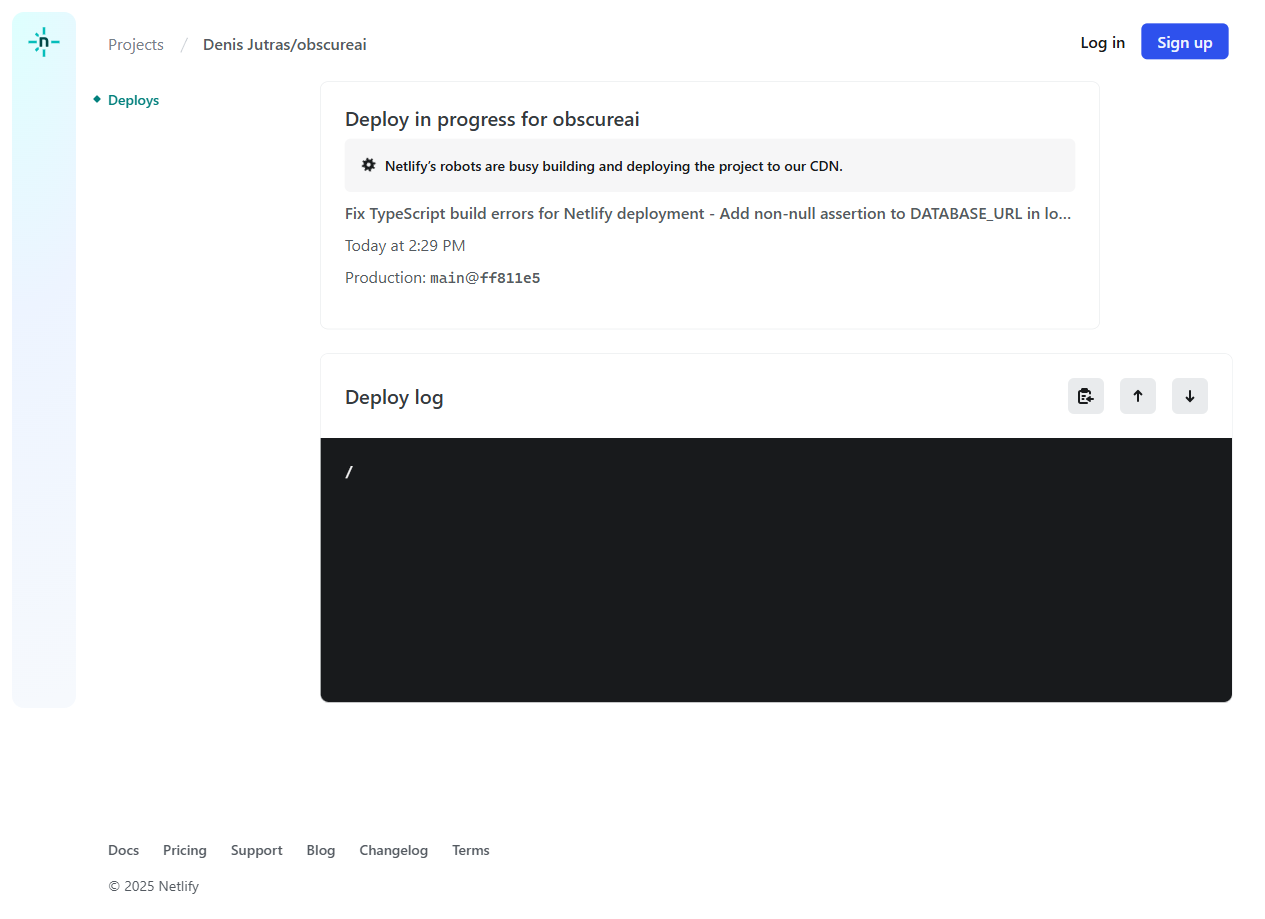 n
Projects / Denis Jutras/obscureai
Log in
Sign up
Deploys
Deploy in progress for obscureai
Netlify's robots are busy building and deploying the project to our CDN.
Fix TypeScript build errors for Netlify deployment - Add non-null assertion to DATABASE_URL in lo...
Today at 2:29 PM
Production: main@ff811e5
Deploy log
/
Docs Pricing Support Blog Changelog Terms
© 2025 Netlify